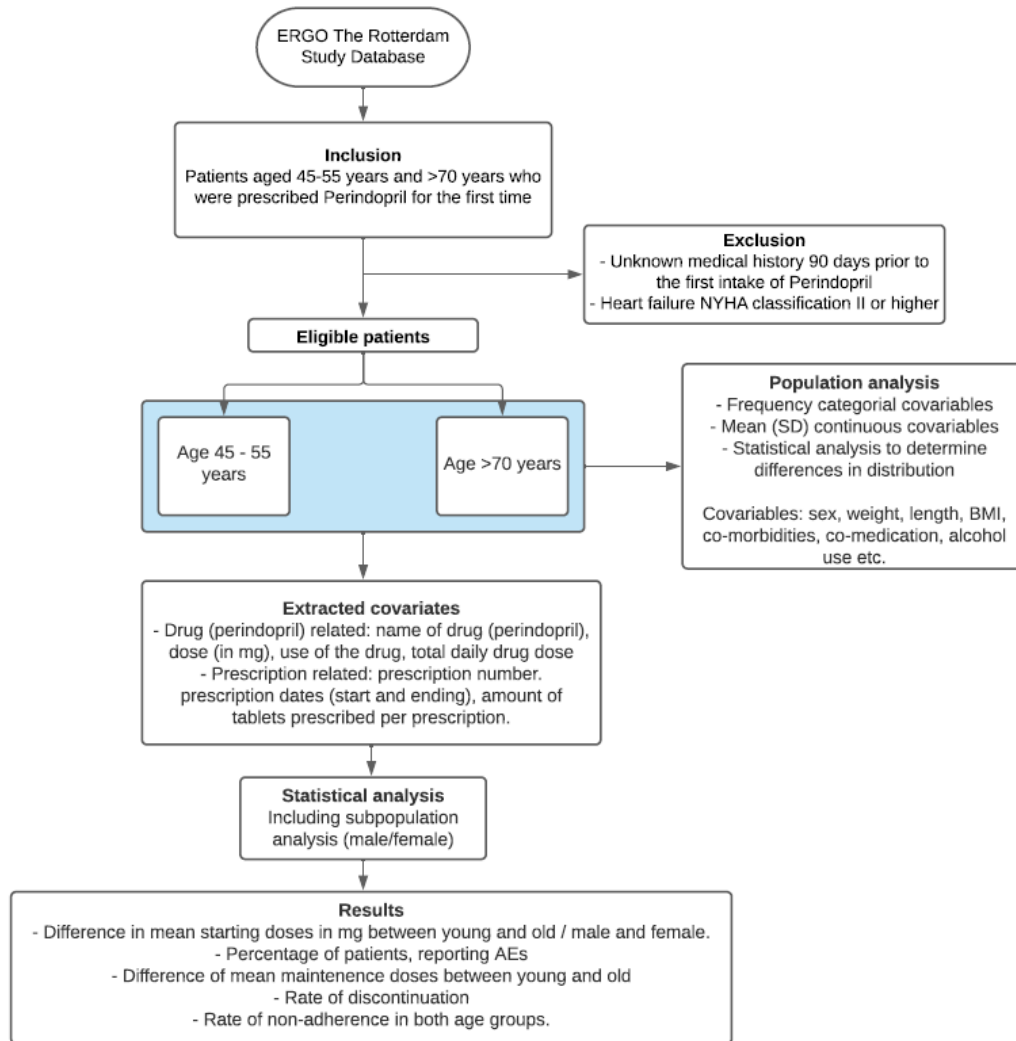 ERGO The Rotterdam
Study Database
Inclusion
Patients aged 45-55 years and >70 years who
were prescribed Perindopril for the first time
Exclusion
- Unknown medical history 90 days prior to
the first intake of Perindopril
- Heart failure NYHA classification II or higher
Eligible patients
Age 45 - 55
years
Age >70 years
Population analysis
- Frequency categorial covariables
- Mean (SD) continuous covariables
- Statistical analysis to determine
differences in distribution
Covariables: sex, weight, length, BMI,
co-morbidities, co-medication, alcohol
use etc.
Extracted covariates
- Drug (perindopril) related: name of drug (perindopril),
dose (in mg), use of the drug, total daily drug dose
- Prescription related: prescription number.
prescription dates (start and ending), amount of
tablets prescribed per prescription.
Statistical analysis
Including subpopulation
analysis (male/female)
Results
- Difference in mean starting doses in mg between young and old / male and female.
- Percentage of patients, reporting AEs
- Difference of mean maintenence doses between young and old
- Rate of discontinuation
- Rate of non-adherence in both age groups.